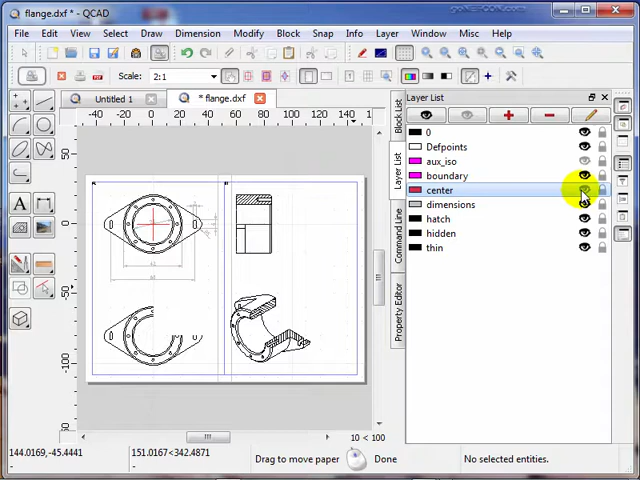 flange.dxf * - QCAD
File Edit View Select Draw Dimension Modify Block Snap Info Layer Misc Window Help
Scale: 2:1
Untitled 1
* flange.dxf
-40 -20 0 20 40 60 80 100 120 140
50
0
-50
-100
Block List
Layer List
Command Line
Property Editor
Layer List
0
Defpoints
aux_iso
boundary
center
dimensions
hatch
hidden
thin
A
10 < 100
144.0169, -45.4441
-
151.0167<342.4871
-
Drag to move paper
Done
No selected entities.